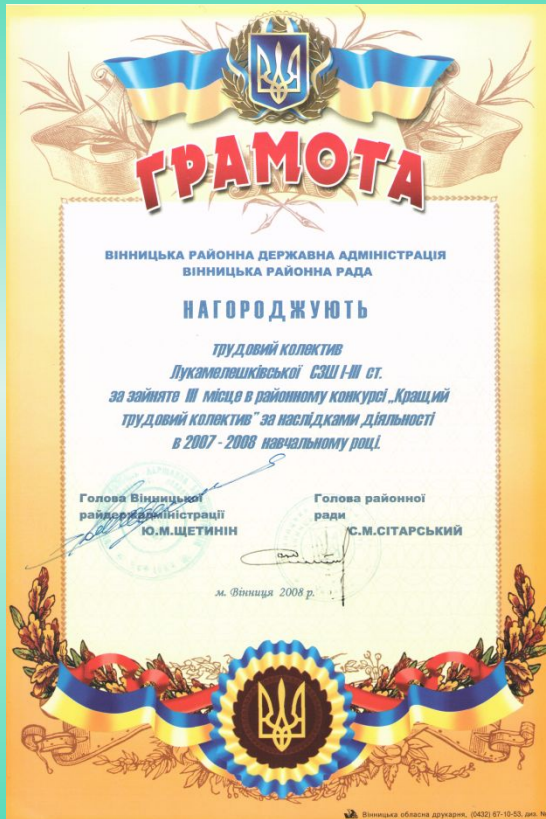 ГРАМОТА
ВІННИЦЬКА РАЙОННА ДЕРЖАВНА АДМІНІСТРАЦІЯ
ВІННИЦЬКА РАЙОННА РАДА
НАГОРОДЖУЮТЬ
трудовий колектив
Лукамелешківської СЗШ І-ІІІ ст.
за зайняте ІІІ місце в районному конкурсі „Кращий
трудовий колектив" за наслідками діяльності
в 2007 - 2008 навчальному році.
Голова Вінницької
райдержадміністрації
Ю.М.ЩЕТИНІН
Голова районної
ради
С.М.СІТАРСЬКИЙ
м. Вінниця 2008 р.
Вінницька обласна друкарня, (0432) 67-10-53,